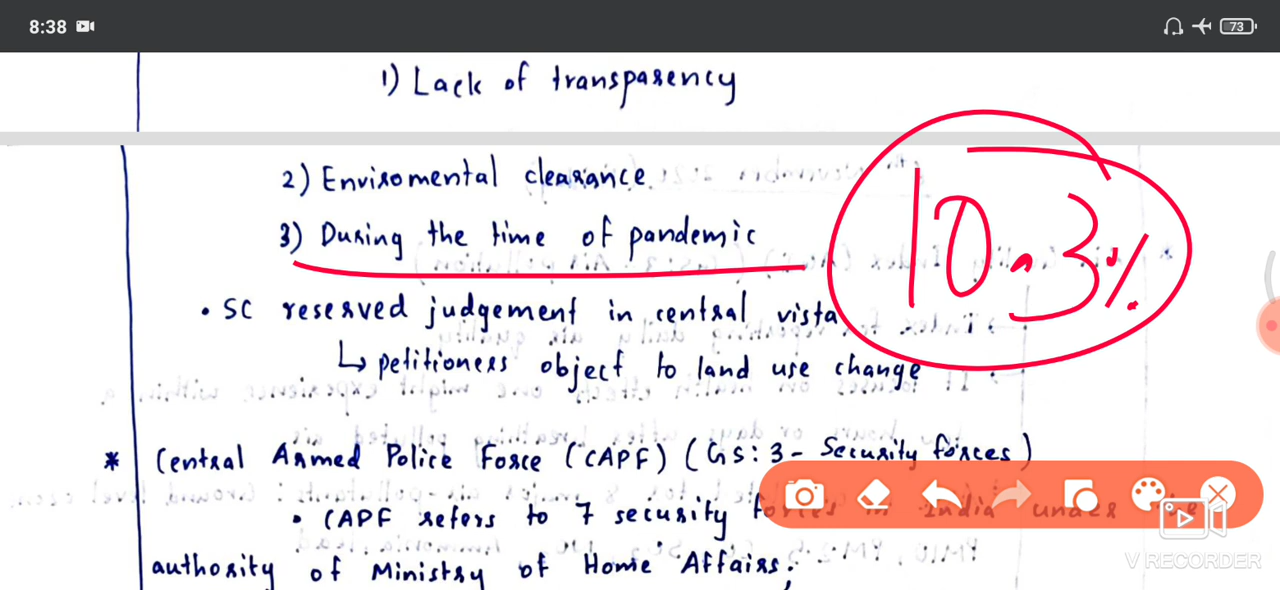 8:38
73
1) Lack of transparency
2) Enviromental clearance
3) During the time of pandemic
10.3%
• SC reserved judgement in central vista
↳ petitioners object to land use change
* Central Armed Police Force (CAPF) (GS: 3 - Security forces)
• CAPF refers to 7 security forces in India under the
authority of Ministry of Home Affairs;
V RECORDER